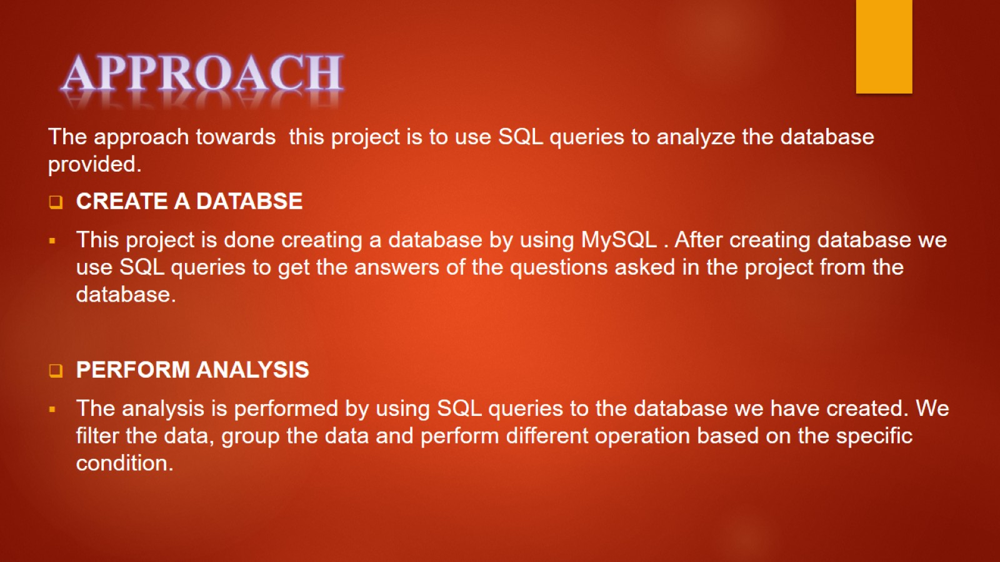 APPROACH
The approach towards  this project is to use SQL queries to analyze the database
provided.
❑ CREATE A DATABSE
▪ This project is done creating a database by using MySQL . After creating database we
use SQL queries to get the answers of the questions asked in the project from the
database.
❑ PERFORM ANALYSIS
▪ The analysis is performed by using SQL queries to the database we have created. We
filter the data, group the data and perform different operation based on the specific
condition.